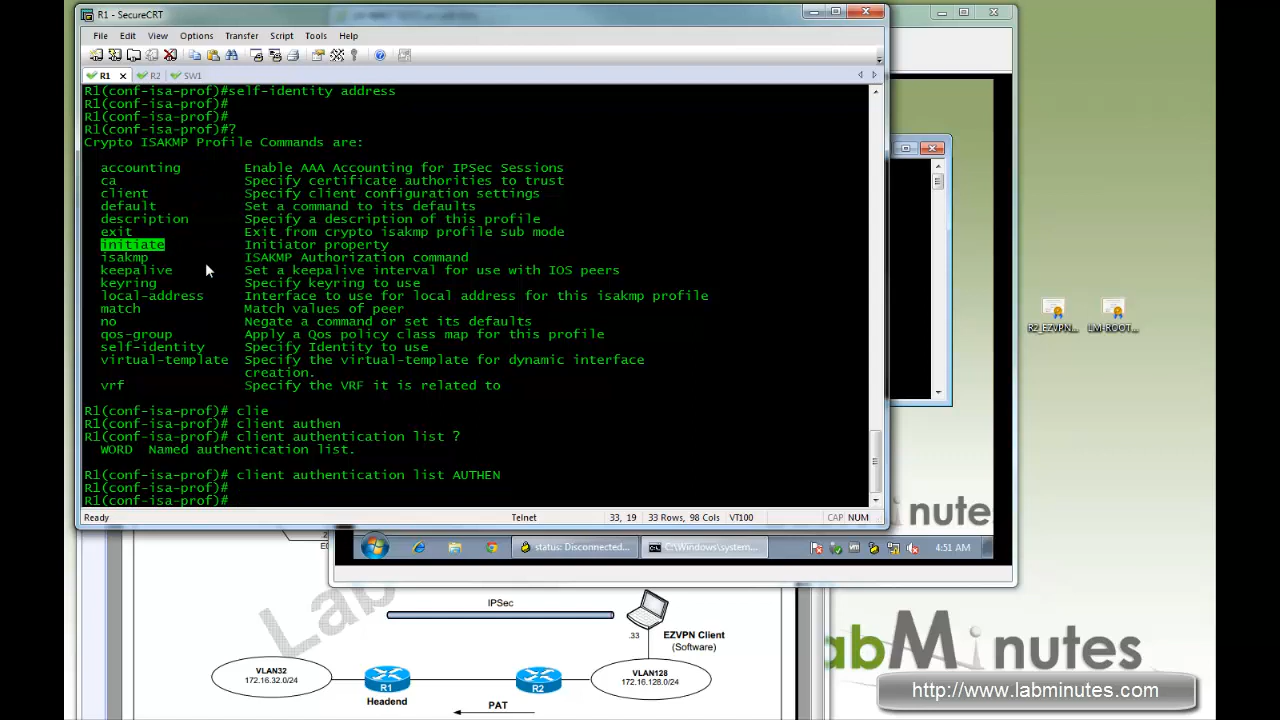 R1 - SecureCRT
File Edit View Options Transfer Script Tools Help
R1 R2 SW1
R1(conf-isa-prof)#self-identity address
R1(conf-isa-prof)#
R1(conf-isa-prof)#
R1(conf-isa-prof)#?
Crypto ISAKMP Profile Commands are:
accounting Enable AAA Accounting for IPSec Sessions
ca Specify certificate authorities to trust
client Specify client configuration settings
default Set a command to its defaults
description Specify a description of this profile
exit Exit from crypto isakmp profile sub mode
initiate Initiator property
isakmp ISAKMP Authorization command
keepalive Set a keepalive interval for use with IOS peers
keyring Specify keyring to use
local-address Interface to use for local address for this isakmp profile
match Match values of peer
no Negate a command or set its defaults
qos-group Apply a Qos policy class map for this profile
self-identity Specify Identity to use
virtual-template Specify the virtual-template for dynamic interface
creation.
vrf Specify the VRF it is related to
R1(conf-isa-prof)# clie
R1(conf-isa-prof)# client authen
R1(conf-isa-prof)# client authentication list ?
WORD Named authentication list.
R1(conf-isa-prof)# client authentication list AUTHEN
R1(conf-isa-prof)#
R1(conf-isa-prof)#
Ready Telnet 33, 19 33 Rows, 98 Cols VT100 CAP NUM
R2_EZVPN... LM-ROOT...
status: Disconnected... C:\Windows\system... 4:51 AM
IPSec
.33
EZVPN Client
(Software)
VLAN32
172.16.32.0/24
R1
Headend
R2
VLAN128
172.16.128.0/24
PAT
abMinutes
http://www.labminutes.com